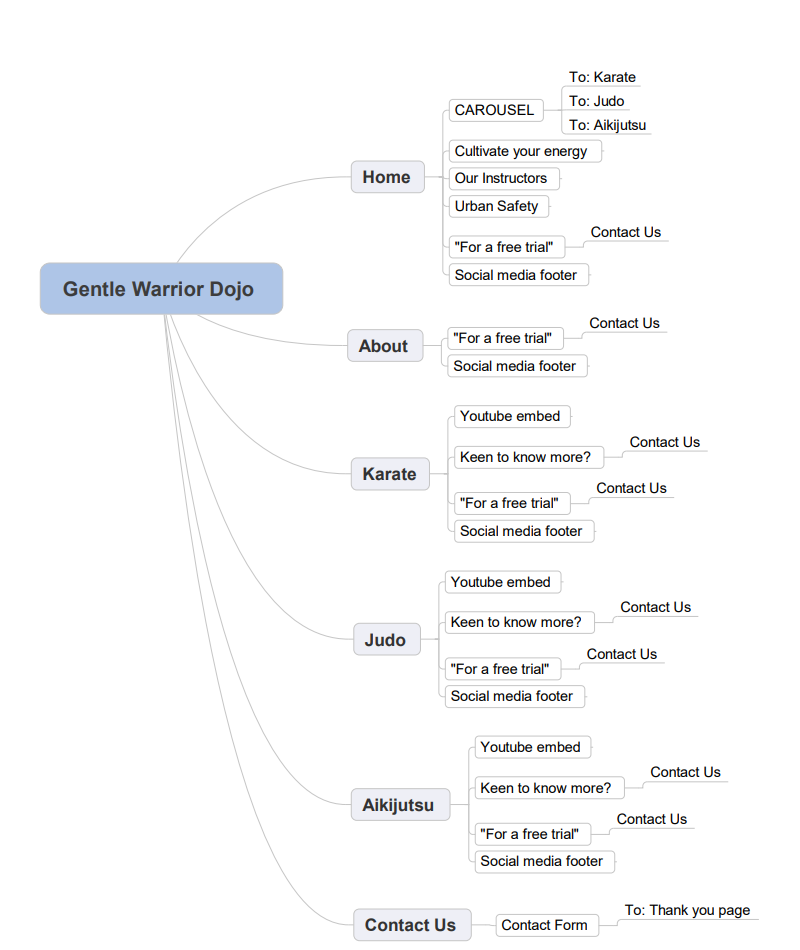 Gentle Warrior Dojo
Home
CAROUSEL
To: Karate
To: Judo
To: Aikijutsu
Cultivate your energy
Our Instructors
Urban Safety
"For a free trial"
Contact Us
Social media footer
About
"For a free trial"
Contact Us
Social media footer
Karate
Youtube embed
Keen to know more?
Contact Us
"For a free trial"
Contact Us
Social media footer
Judo
Youtube embed
Keen to know more?
Contact Us
"For a free trial"
Contact Us
Social media footer
Aikijutsu
Youtube embed
Keen to know more?
Contact Us
"For a free trial"
Contact Us
Social media footer
Contact Us
Contact Form
To: Thank you page